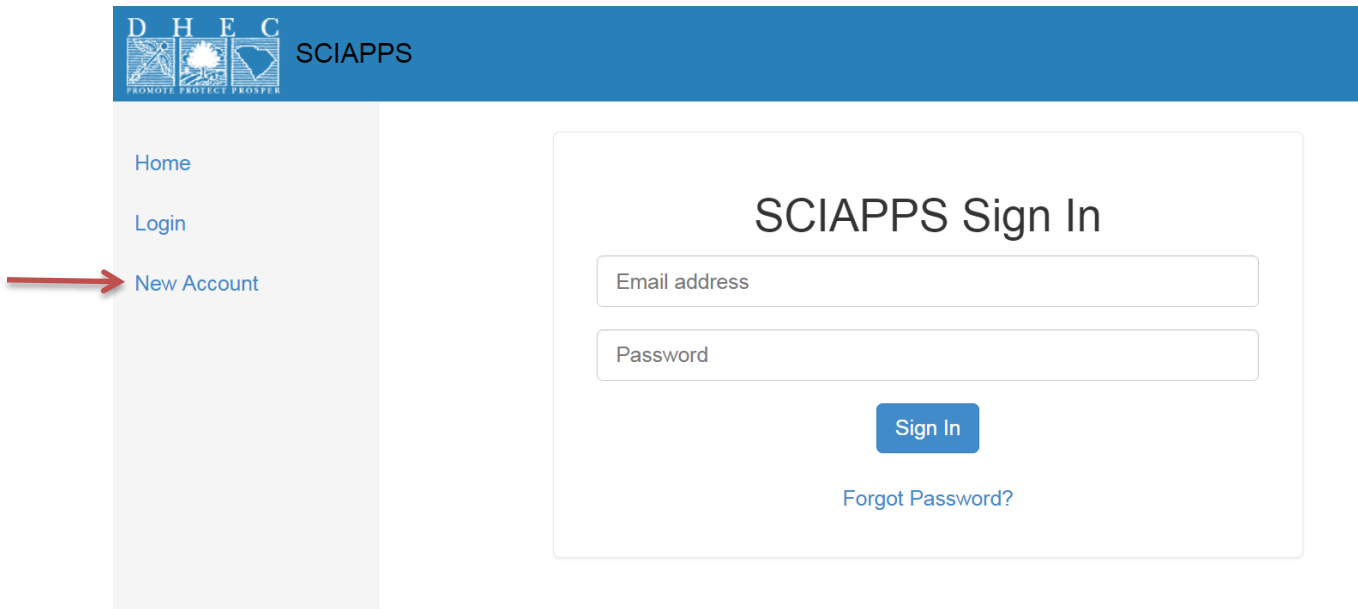 D H E C
PROMOTE PROTECT PROSPER
SCIAPPS
Home
Login
New Account
SCIAPPS Sign In
Email address
Password
Sign In
Forgot Password?